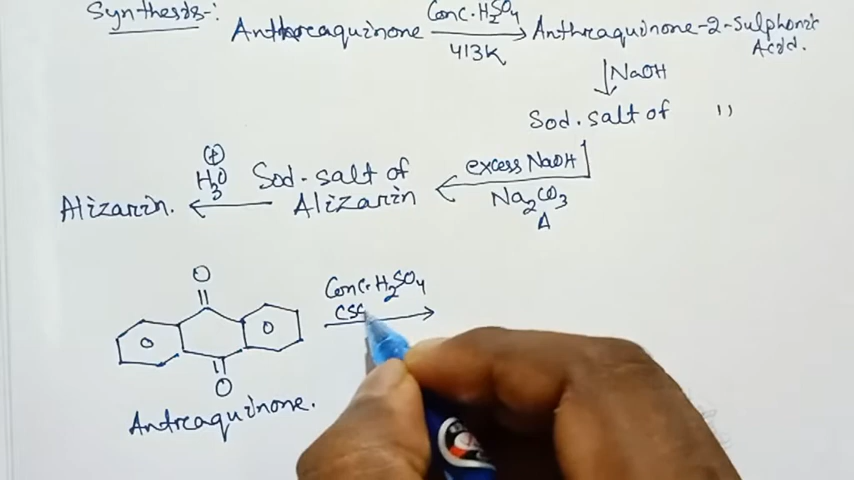 Synthesis-:
Anthraquinone Conc. H2SO4 413K Anthraquinone-2-Sulphonic Acid.
NaOH
Sod. salt of "
excess NaOH
Na2CO3
Δ
Sod. salt of Alizarin
H3O ⊕
Alizarin.
O
Conc. H2SO4
O O
O
Antraquinone.